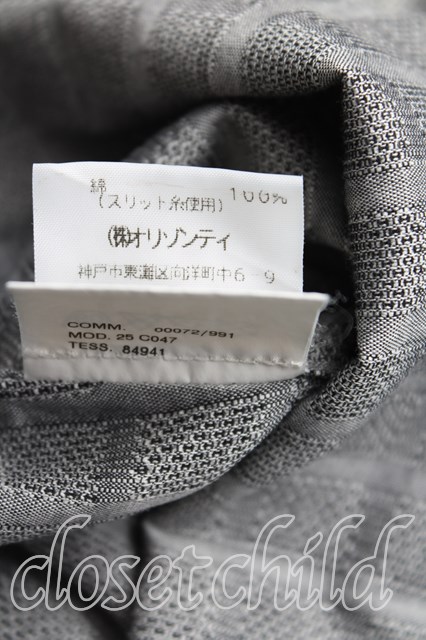 綿 100%
(スリット糸使用)
(株)オリゾンティ
神戸市東灘区向洋町中6 9
COMM. 00072/991
MOD. 25 C047
TESS. 84941
closetchild